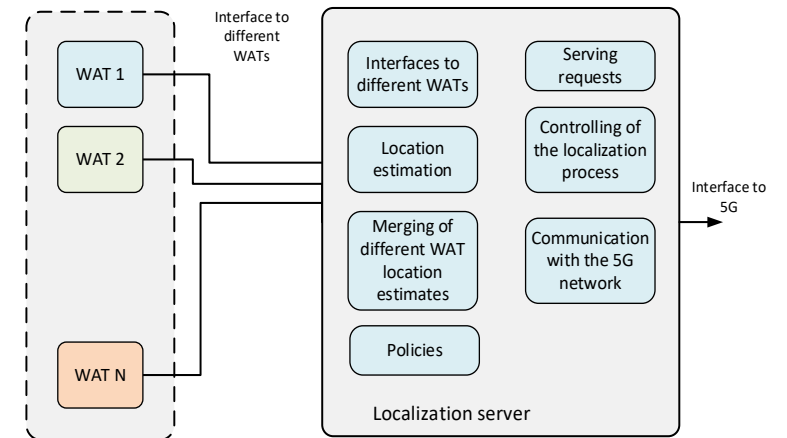 Interface to
different
WATs
WAT 1
WAT 2
WAT N
Interfaces to
different WATs
Location
estimation
Merging of
different WAT
location
estimates
Policies
Serving
requests
Controlling of
the localization
process
Communication
with the 5G
network
Localization server
Interface to
5G